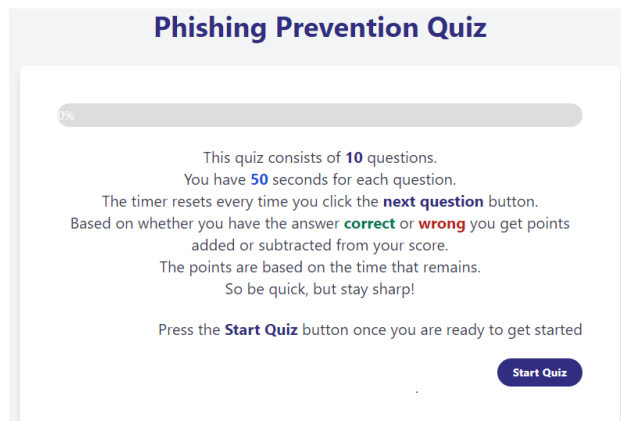 Phishing Prevention Quiz
0%
This quiz consists of 10 questions.
You have 50 seconds for each question.
The timer resets every time you click the next question button.
Based on whether you have the answer correct or wrong you get points
added or subtracted from your score.
The points are based on the time that remains.
So be quick, but stay sharp!
Press the Start Quiz button once you are ready to get started
Start Quiz
.